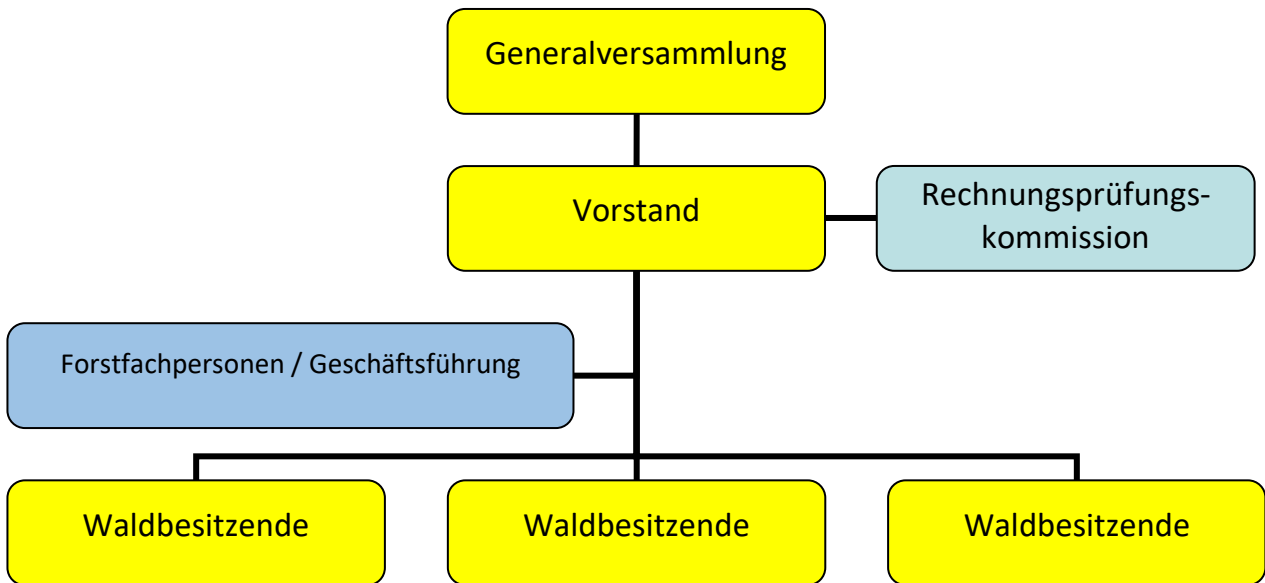 Generalversammlung
Vorstand
Rechnungsprüfungs-
kommission
Forstfachpersonen / Geschäftsführung
Waldbesitzende
Waldbesitzende
Waldbesitzende